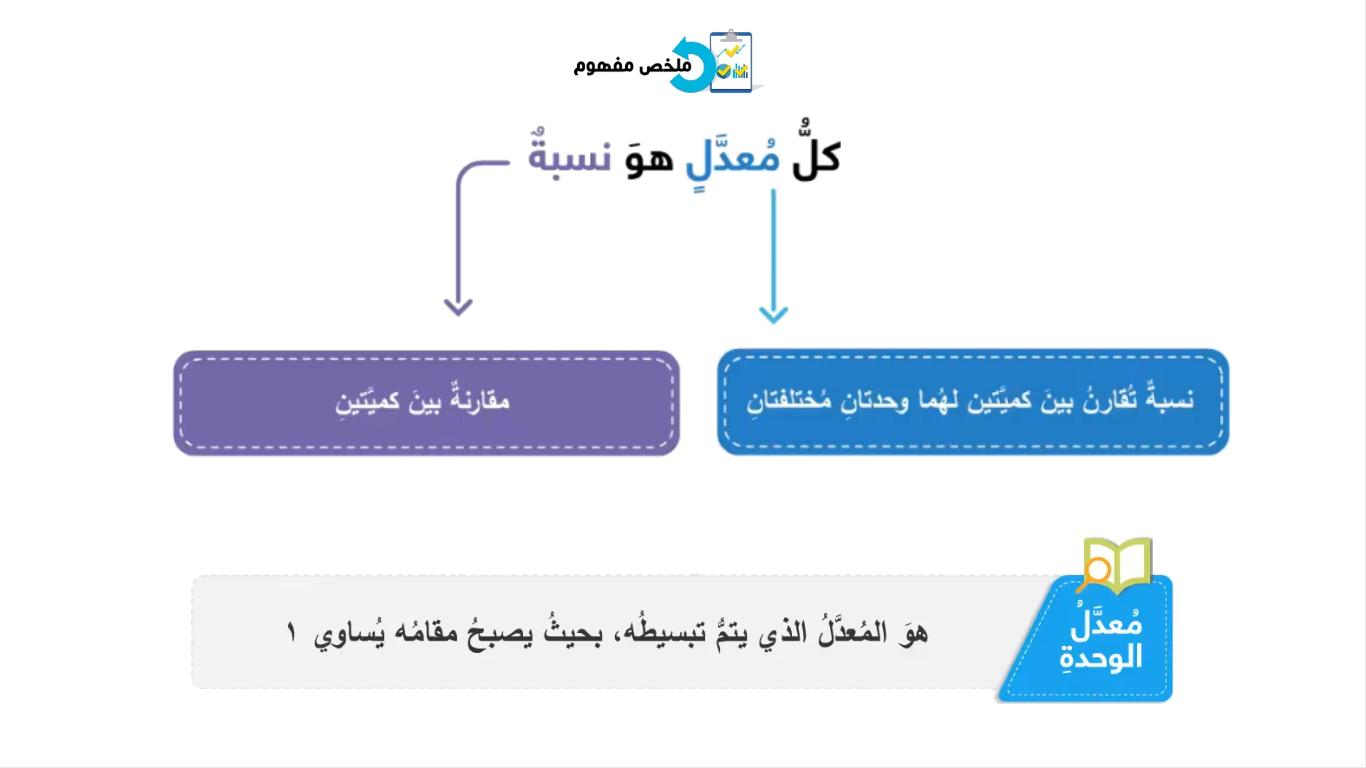 ملخص مفهوم
كلُّ مُعدَّلٍ هوَ نسبةٌ
نسبةٌ تُقارنُ بينَ كميَّتين لهُما وحدتانِ مُختلفتانِ
مقارنةٌ بينَ كميَّتينِ
مُعدَّلُ
الوحدةِ
هوَ المُعدَّلُ الذي يتمُّ تبسيطُه، بحيثُ يصبحُ مقامُه يُساوي ١